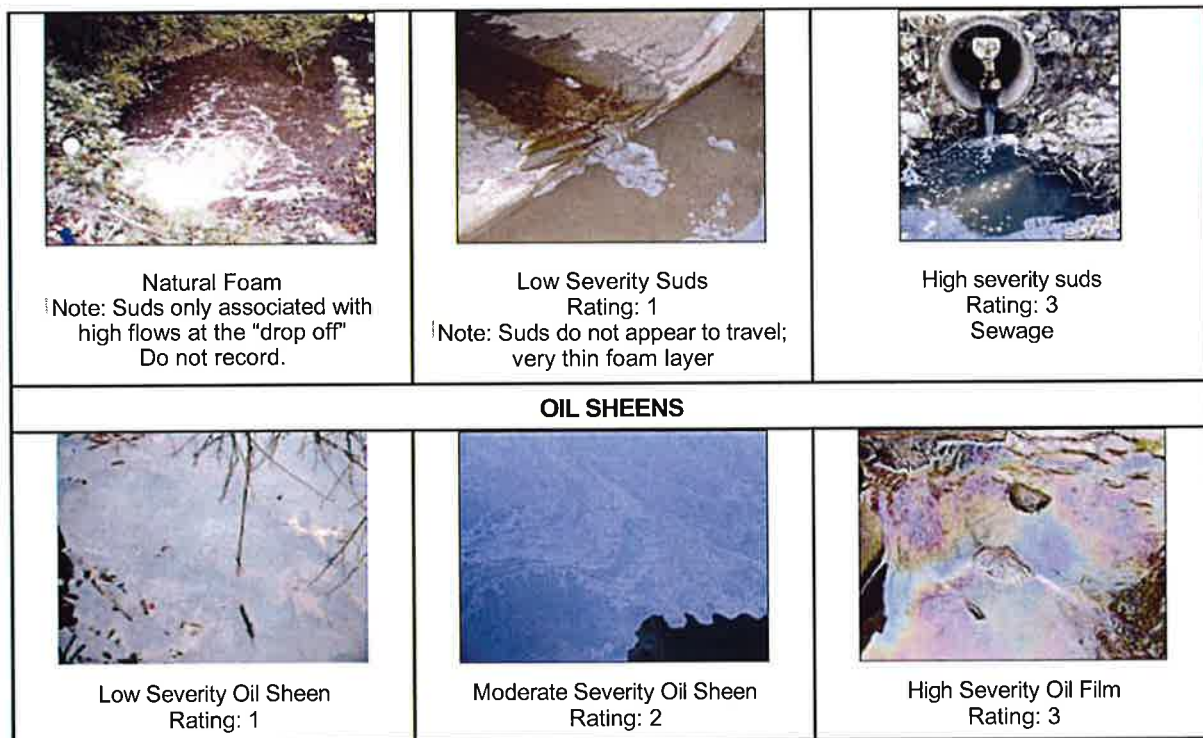 Natural Foam
Note: Suds only associated with
high flows at the "drop off"
Do not record.
Low Severity Suds
Rating: 1
Note: Suds do not appear to travel;
very thin foam layer
High severity suds
Rating: 3
Sewage
OIL SHEENS
Low Severity Oil Sheen
Rating: 1
Moderate Severity Oil Sheen
Rating: 2
High Severity Oil Film
Rating: 3